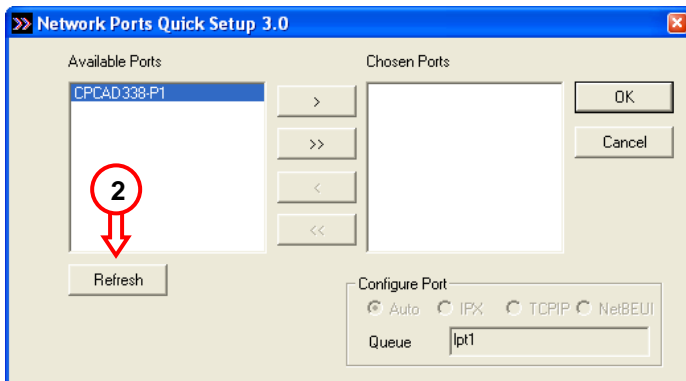 Network Ports Quick Setup 3.0
Available Ports
Chosen Ports
CPCAD338-P1
>
OK
>>
Cancel
<
2
<<
Refresh
Configure Port
Auto IPX TCPIP NetBEUI
Queue lpt1